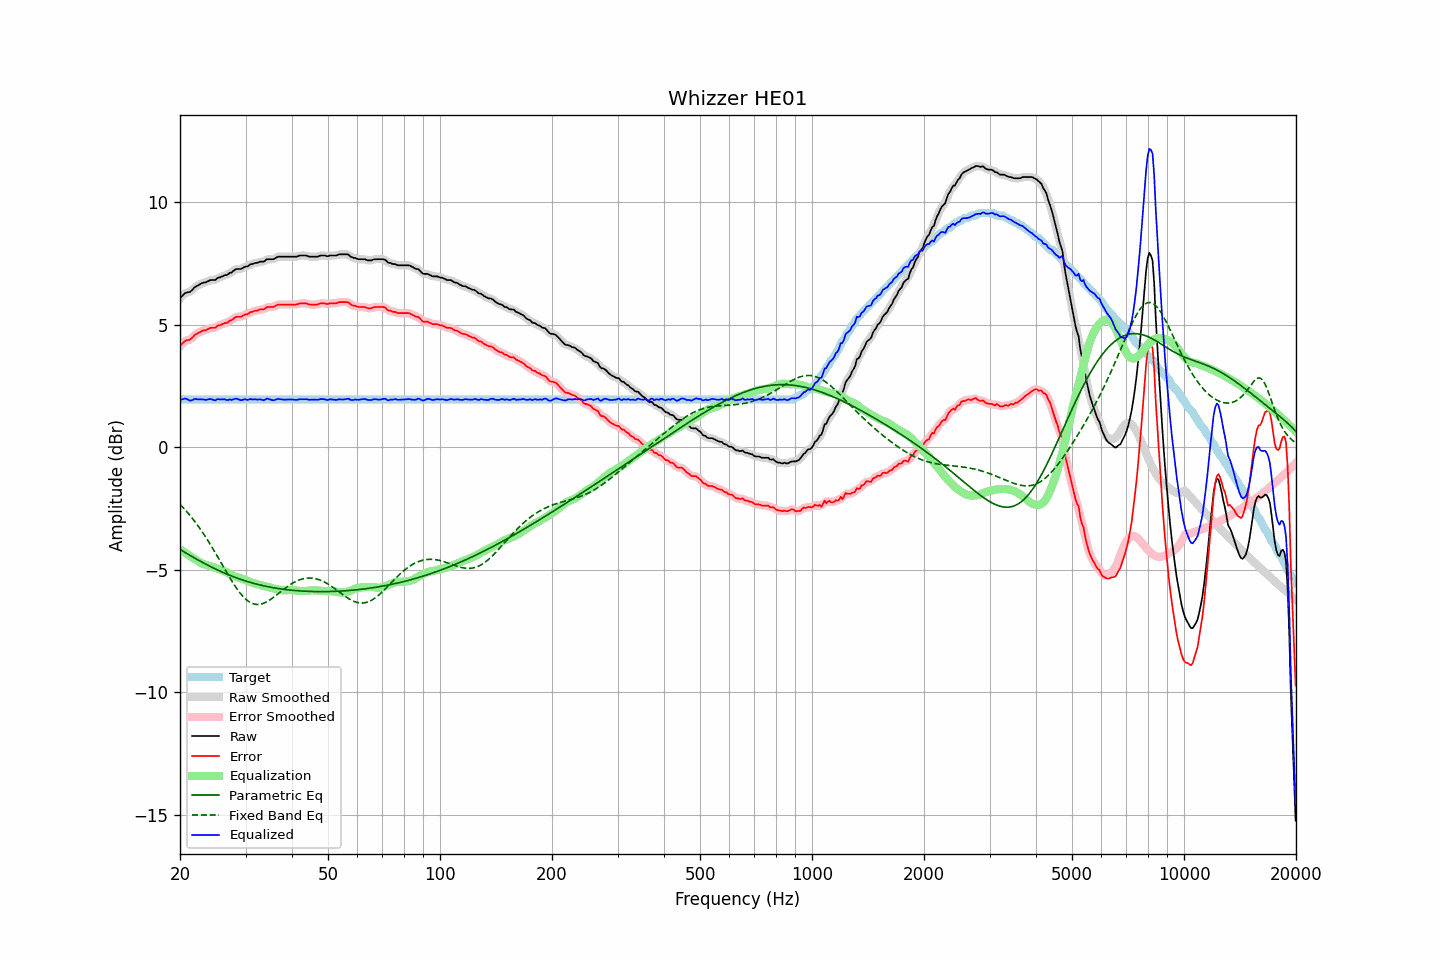 Whizzer HE01
Amplitude (dBr)
10
5
0
−5
−10
−15
Target
Raw Smoothed
Error Smoothed
Raw
Error
Equalization
Parametric Eq
Fixed Band Eq
Equalized
20 50 100 200 500 1000 2000 5000 10000 20000
Frequency (Hz)